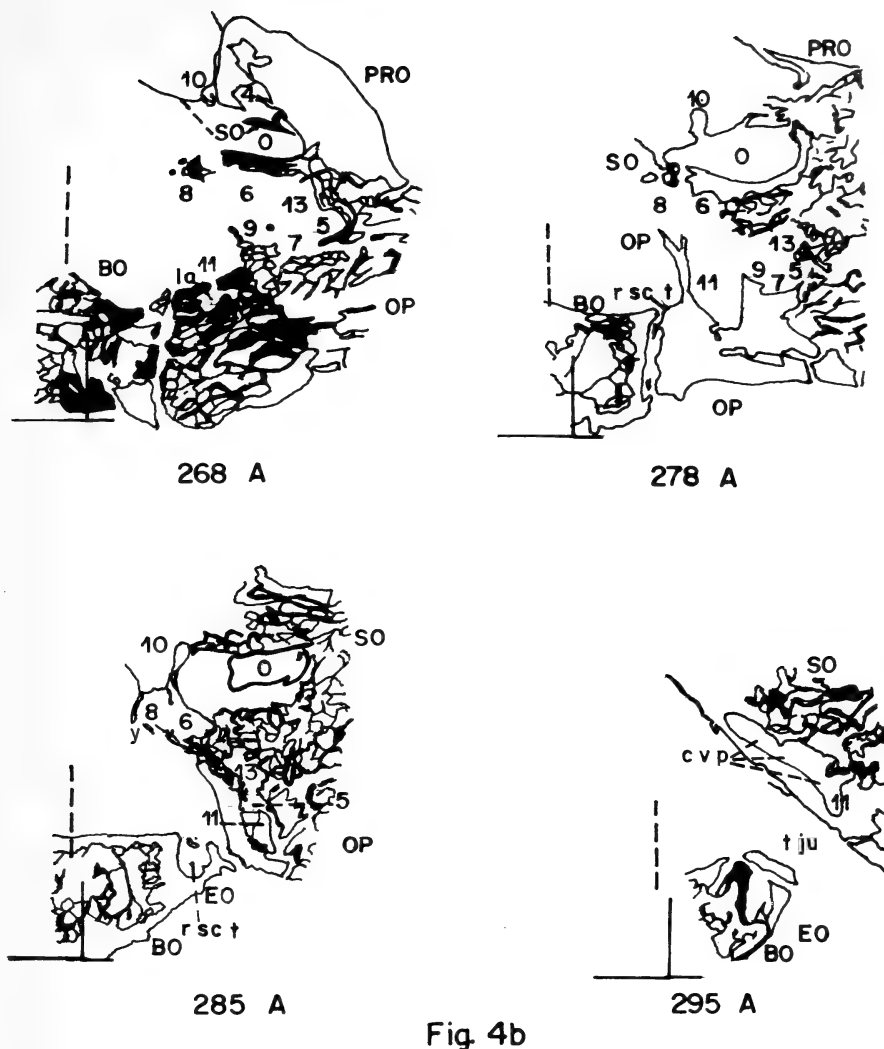 PRO
10
4
SO
O
8
6
13
9
7
5
BO
la 11
OP
268 A
PRO
10
O
SO
8
6
OP
13
11
9
7
5
BO
r sc t
OP
278 A
SO
10
O
8
6
y
13
5
11
OP
EO
r sc t
BO
285 A
SO
c v p
11
t ju
EO
BO
295 A
Fig. 4b